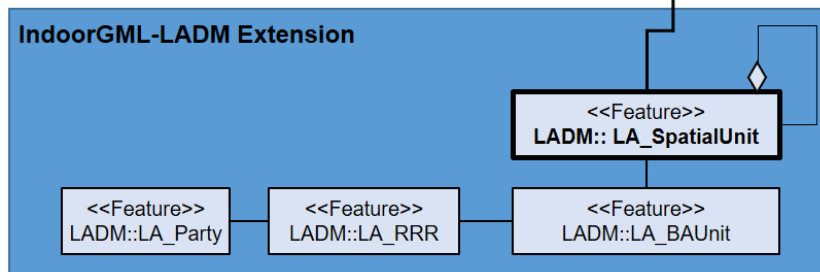 IndoorGML-LADM Extension
<<Feature>>
LADM:: LA_SpatialUnit
<<Feature>>
LADM::LA_Party
<<Feature>>
LADM::LA_RRR
<<Feature>>
LADM::LA_BAUnit